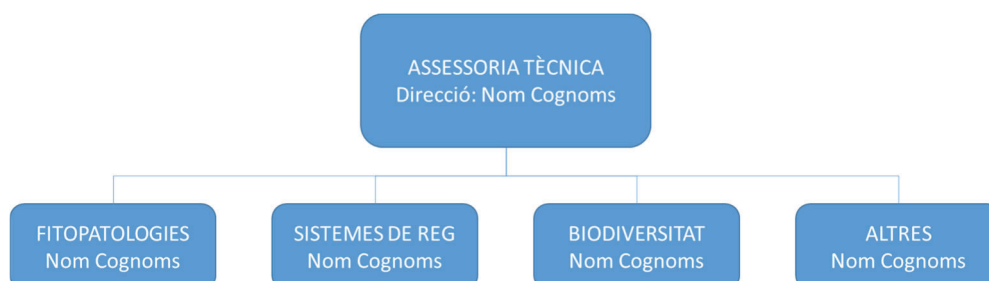 ASSESSORIA TÈCNICA
Direcció: Nom Cognoms
FITOPATOLOGIES
Nom Cognoms
SISTEMES DE REG
Nom Cognoms
BIODIVERSITAT
Nom Cognoms
ALTRES
Nom Cognoms